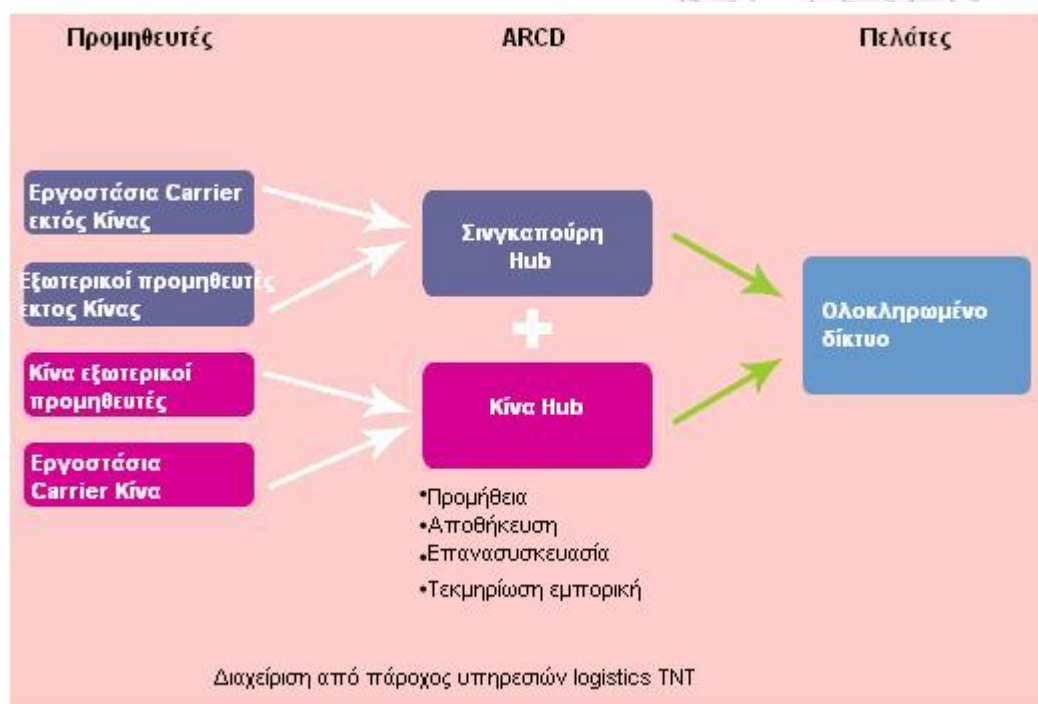 Προμηθευτές
ARCD
Πελάτες
Εργοστάσια Carrier
εκτός Κίνας
Εξωτερικοί προμηθευτές
εκτος Κίνας
Κίνα εξωτερικοί
προμηθευτές
Εργοστάσια
Carrier Κίνα
Σινγκαπούρη
Hub
Κίνα Hub
•Προμήθεια
•Αποθήκευση
•Επανασυσκευασία
•Τεκμηρίωση εμπορική
Ολοκληρωμένο
δίκτυο
Διαχείριση από πάροχος υπηρεσιών logistics TNT